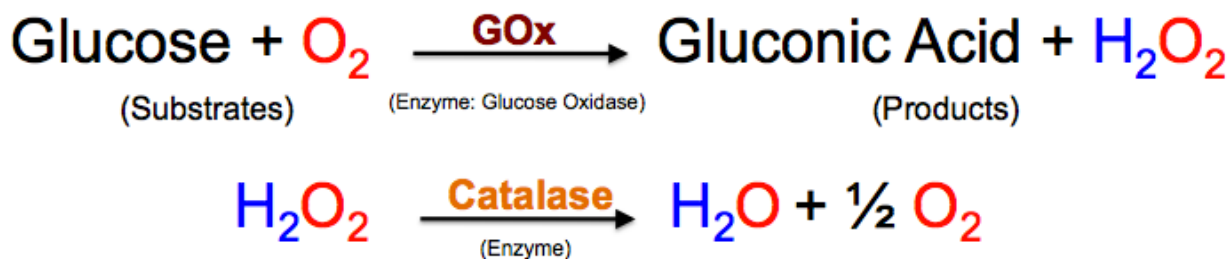 Glucose + O₂ GOx Gluconic Acid + H₂O₂
(Substrates) (Enzyme: Glucose Oxidase) (Products)
H₂O₂ Catalase H₂O + ½ O₂
(Enzyme)